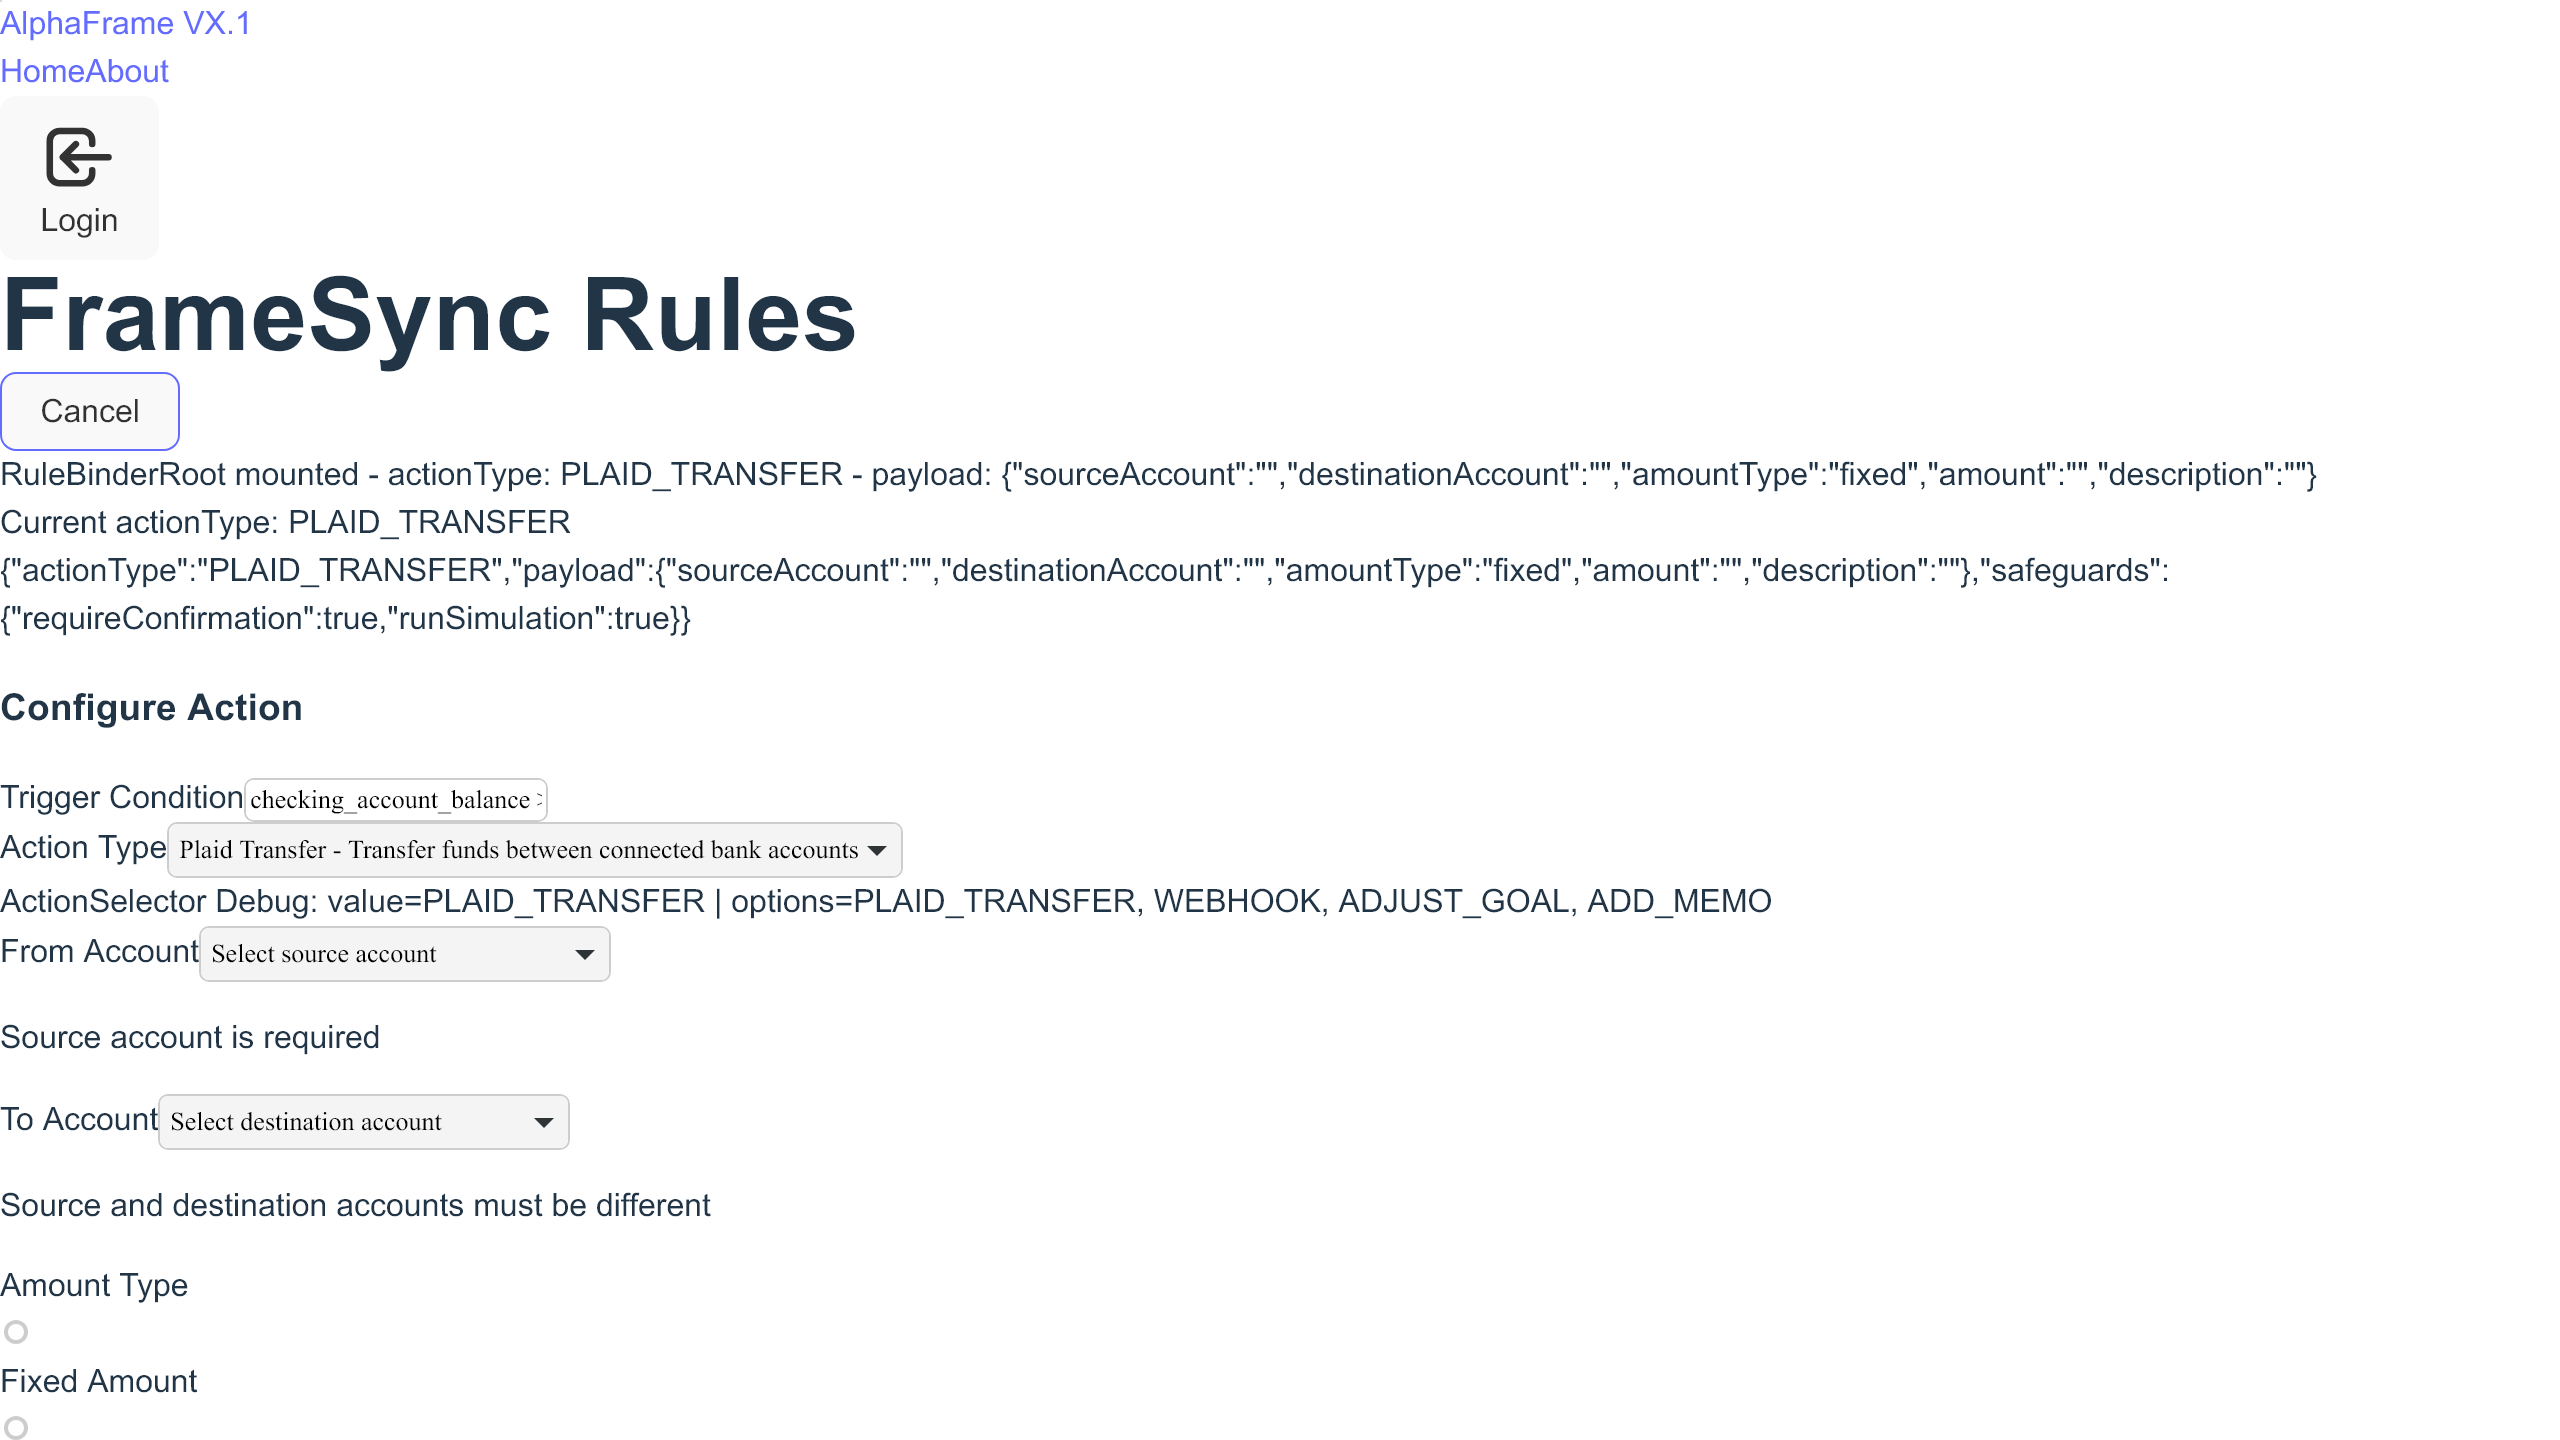 AlphaFrame VX.1
HomeAbout
Login
FrameSync Rules
Cancel
RuleBinderRoot mounted - actionType: PLAID_TRANSFER - payload: {"sourceAccount":"","destinationAccount":"","amountType":"fixed","amount":"","description":""}
Current actionType: PLAID_TRANSFER
{"actionType":"PLAID_TRANSFER","payload":{"sourceAccount":"","destinationAccount":"","amountType":"fixed","amount":"","description":""},"safeguards":
{"requireConfirmation":true,"runSimulation":true}}
Configure Action
Trigger Condition checking_account_balance >
Action Type Plaid Transfer - Transfer funds between connected bank accounts
ActionSelector Debug: value=PLAID_TRANSFER | options=PLAID_TRANSFER, WEBHOOK, ADJUST_GOAL, ADD_MEMO
From Account Select source account
Source account is required
To Account Select destination account
Source and destination accounts must be different
Amount Type
Fixed Amount